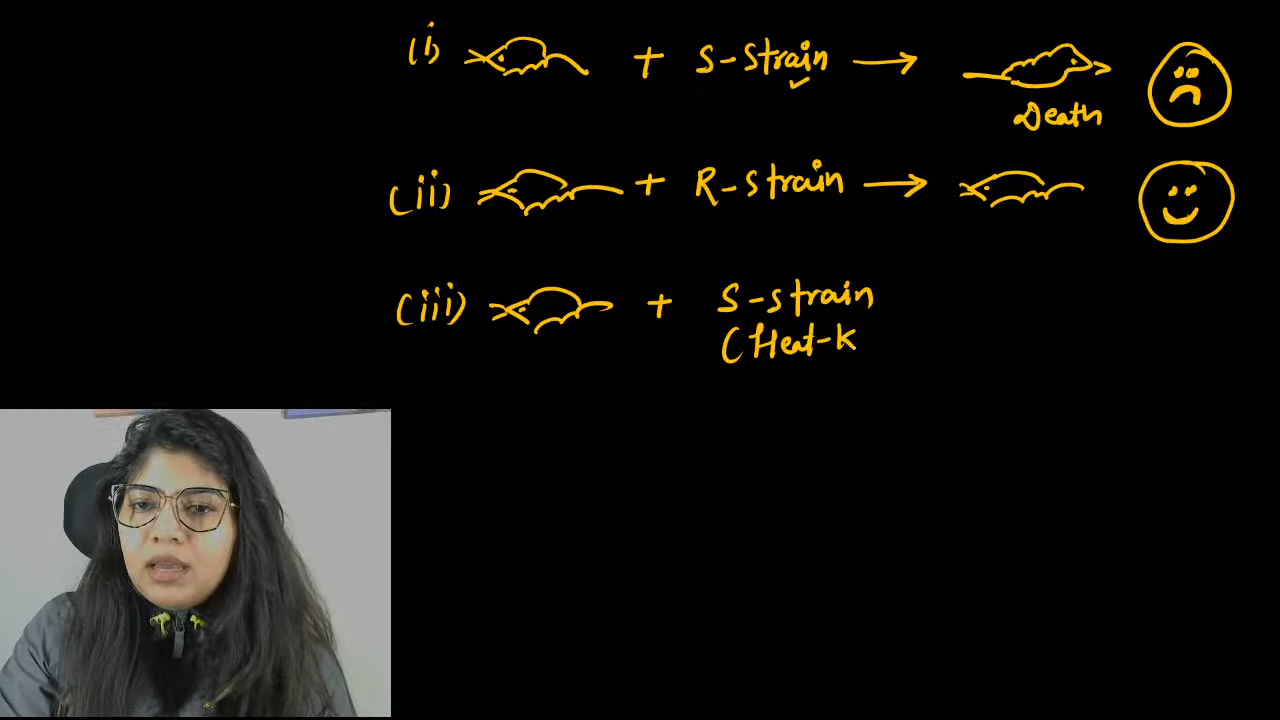 (i) + S-Strain → Death
(ii) + R-Strain →
(iii) + S-strain
(Heat-K